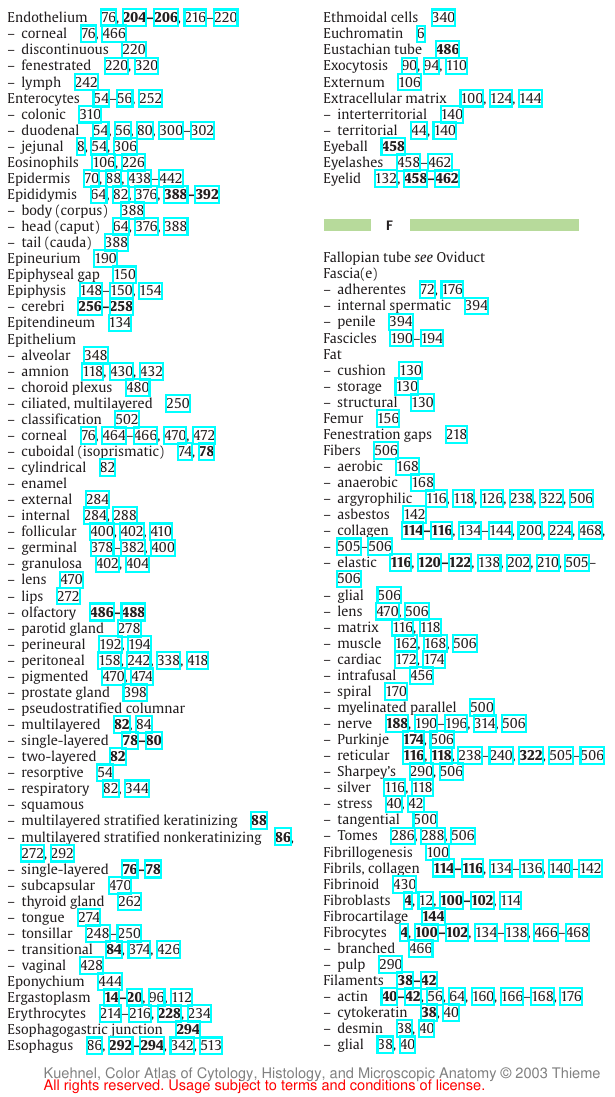 Endothelium 76, 204–206, 216–220
– corneal 76, 466
– discontinuous 220
– fenestrated 220, 320
– lymph 242
Enterocytes 54–56, 252
– colonic 310
– duodenal 54, 56, 80, 300–302
– jejunal 8, 54, 306
Eosinophils 106, 226
Epidermis 70, 88, 438–442
Epididymis 64, 82, 376, 388–392
– body (corpus) 388
– head (caput) 64, 376, 388
– tail (cauda) 388
Epineurium 190
Epiphyseal gap 150
Epiphysis 148–150, 154
– cerebri 256–258
Epitendineum 134
Epithelium
– alveolar 348
– amnion 118, 430, 432
– choroid plexus 480
– ciliated, multilayered 250
– classification 502
– corneal 76, 464–466, 470, 472
– cuboidal (isoprismatic) 74, 78
– cylindrical 82
– enamel
– external 284
– internal 284, 288
– follicular 400, 402, 410
– germinal 378–382, 400
– granulosa 402, 404
– lens 470
– lips 272
– olfactory 486–488
– parotid gland 278
– perineural 192, 194
– peritoneal 158, 242, 338, 418
– pigmented 470, 474
– prostate gland 398
– pseudostratified columnar
– multilayered 82, 84
– single-layered 78–80
– two-layered 82
– resorptive 54
– respiratory 82, 344
– squamous
– multilayered stratified keratinizing 88
– multilayered stratified nonkeratinizing 86,
272, 292
– single-layered 76–78
– subcapsular 470
– thyroid gland 262
– tongue 274
– tonsillar 248–250
– transitional 84, 374, 426
– vaginal 428
Eponychium 444
Ergastoplasm 14–20, 96, 112
Erythrocytes 214–216, 228, 234
Esophagogastric junction 294
Esophagus 86, 292–294, 342, 513
Ethmoidal cells 340
Euchromatin 6
Eustachian tube 486
Exocytosis 90, 94, 110
Externum 106
Extracellular matrix 100, 124, 144
– interterritorial 140
– territorial 44, 140
Eyeball 458
Eyelashes 458–462
Eyelid 132, 458–462
F
Fallopian tube see Oviduct
Fascia(e)
– adherentes 72, 176
– internal spermatic 394
– penile 394
Fascicles 190–194
Fat
– cushion 130
– storage 130
– structural 130
Femur 156
Fenestration gaps 218
Fibers 506
– aerobic 168
– anaerobic 168
– argyrophilic 116, 118, 126, 238, 322, 506
– asbestos 142
– collagen 114–116, 134–144, 200, 224, 468,
– 505–506
– elastic 116, 120–122, 138, 202, 210, 505–
506
– glial 506
– lens 470, 506
– matrix 116, 118
– muscle 162, 168, 506
– cardiac 172, 174
– intrafusal 456
– spiral 170
– myelinated parallel 500
– nerve 188, 190–196, 314, 506
– Purkinje 174, 506
– reticular 116, 118, 238–240, 322, 505–506
– Sharpey's 290, 506
– silver 116, 118
– stress 40, 42
– tangential 500
– Tomes 286, 288, 506
Fibrillogenesis 100
Fibrils, collagen 114–116, 134–136, 140–142
Fibrinoid 430
Fibroblasts 4, 12, 100–102, 114
Fibrocartilage 144
Fibrocytes 4, 100–102, 134–138, 466–468
– branched 466
– pulp 290
Filaments 38–42
– actin 40–42, 56, 64, 160, 166–168, 176
– cytokeratin 38, 40
– desmin 38, 40
– glial 38, 40
Kuehnel, Color Atlas of Cytology, Histology, and Microscopic Anatomy © 2003 Thieme
All rights reserved. Usage subject to terms and conditions of license.